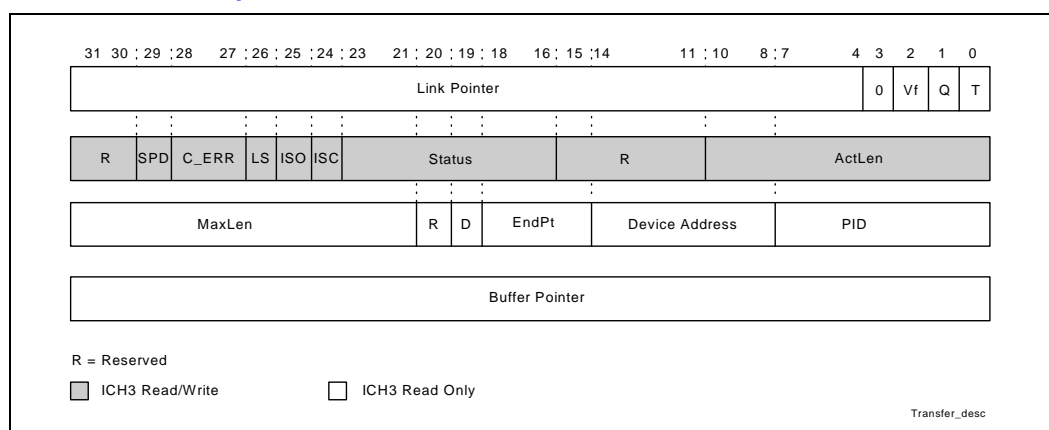 31 30 29 28 27 26 25 24 23 21 20 19 18 16 15 14 11 10 8 7 4 3 2 1 0
Link Pointer 0 Vf Q T
R SPD C_ERR LS ISO ISC Status R ActLen
MaxLen R D EndPt Device Address PID
Buffer Pointer
R = Reserved
ICH3 Read/Write ICH3 Read Only
Transfer_desc